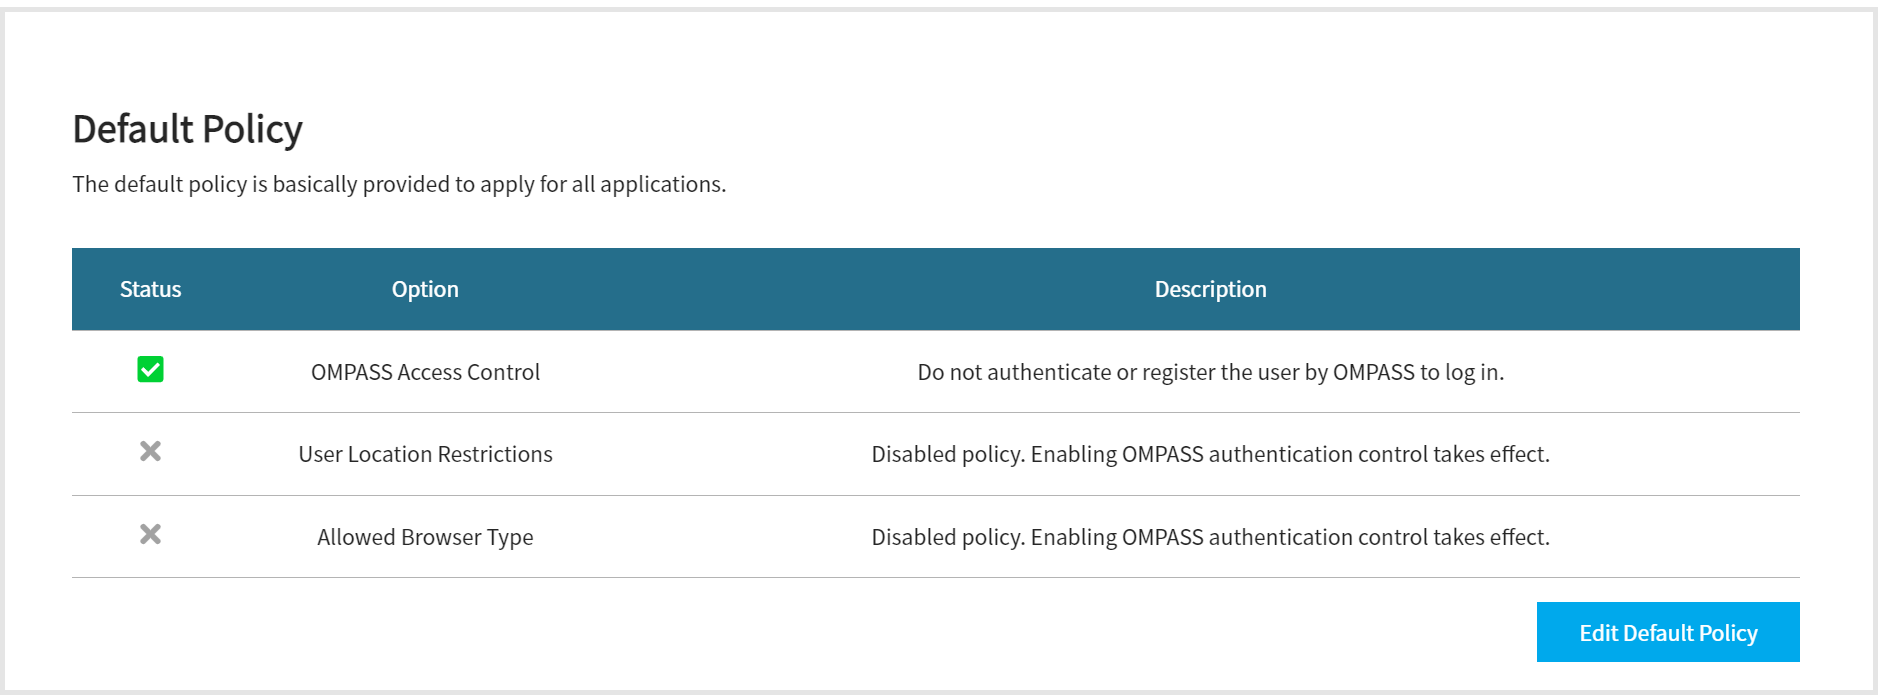 Default Policy
The default policy is basically provided to apply for all applications.
Status Option Description
OMPASS Access Control Do not authenticate or register the user by OMPASS to log in.
User Location Restrictions Disabled policy. Enabling OMPASS authentication control takes effect.
Allowed Browser Type Disabled policy. Enabling OMPASS authentication control takes effect.
Edit Default Policy